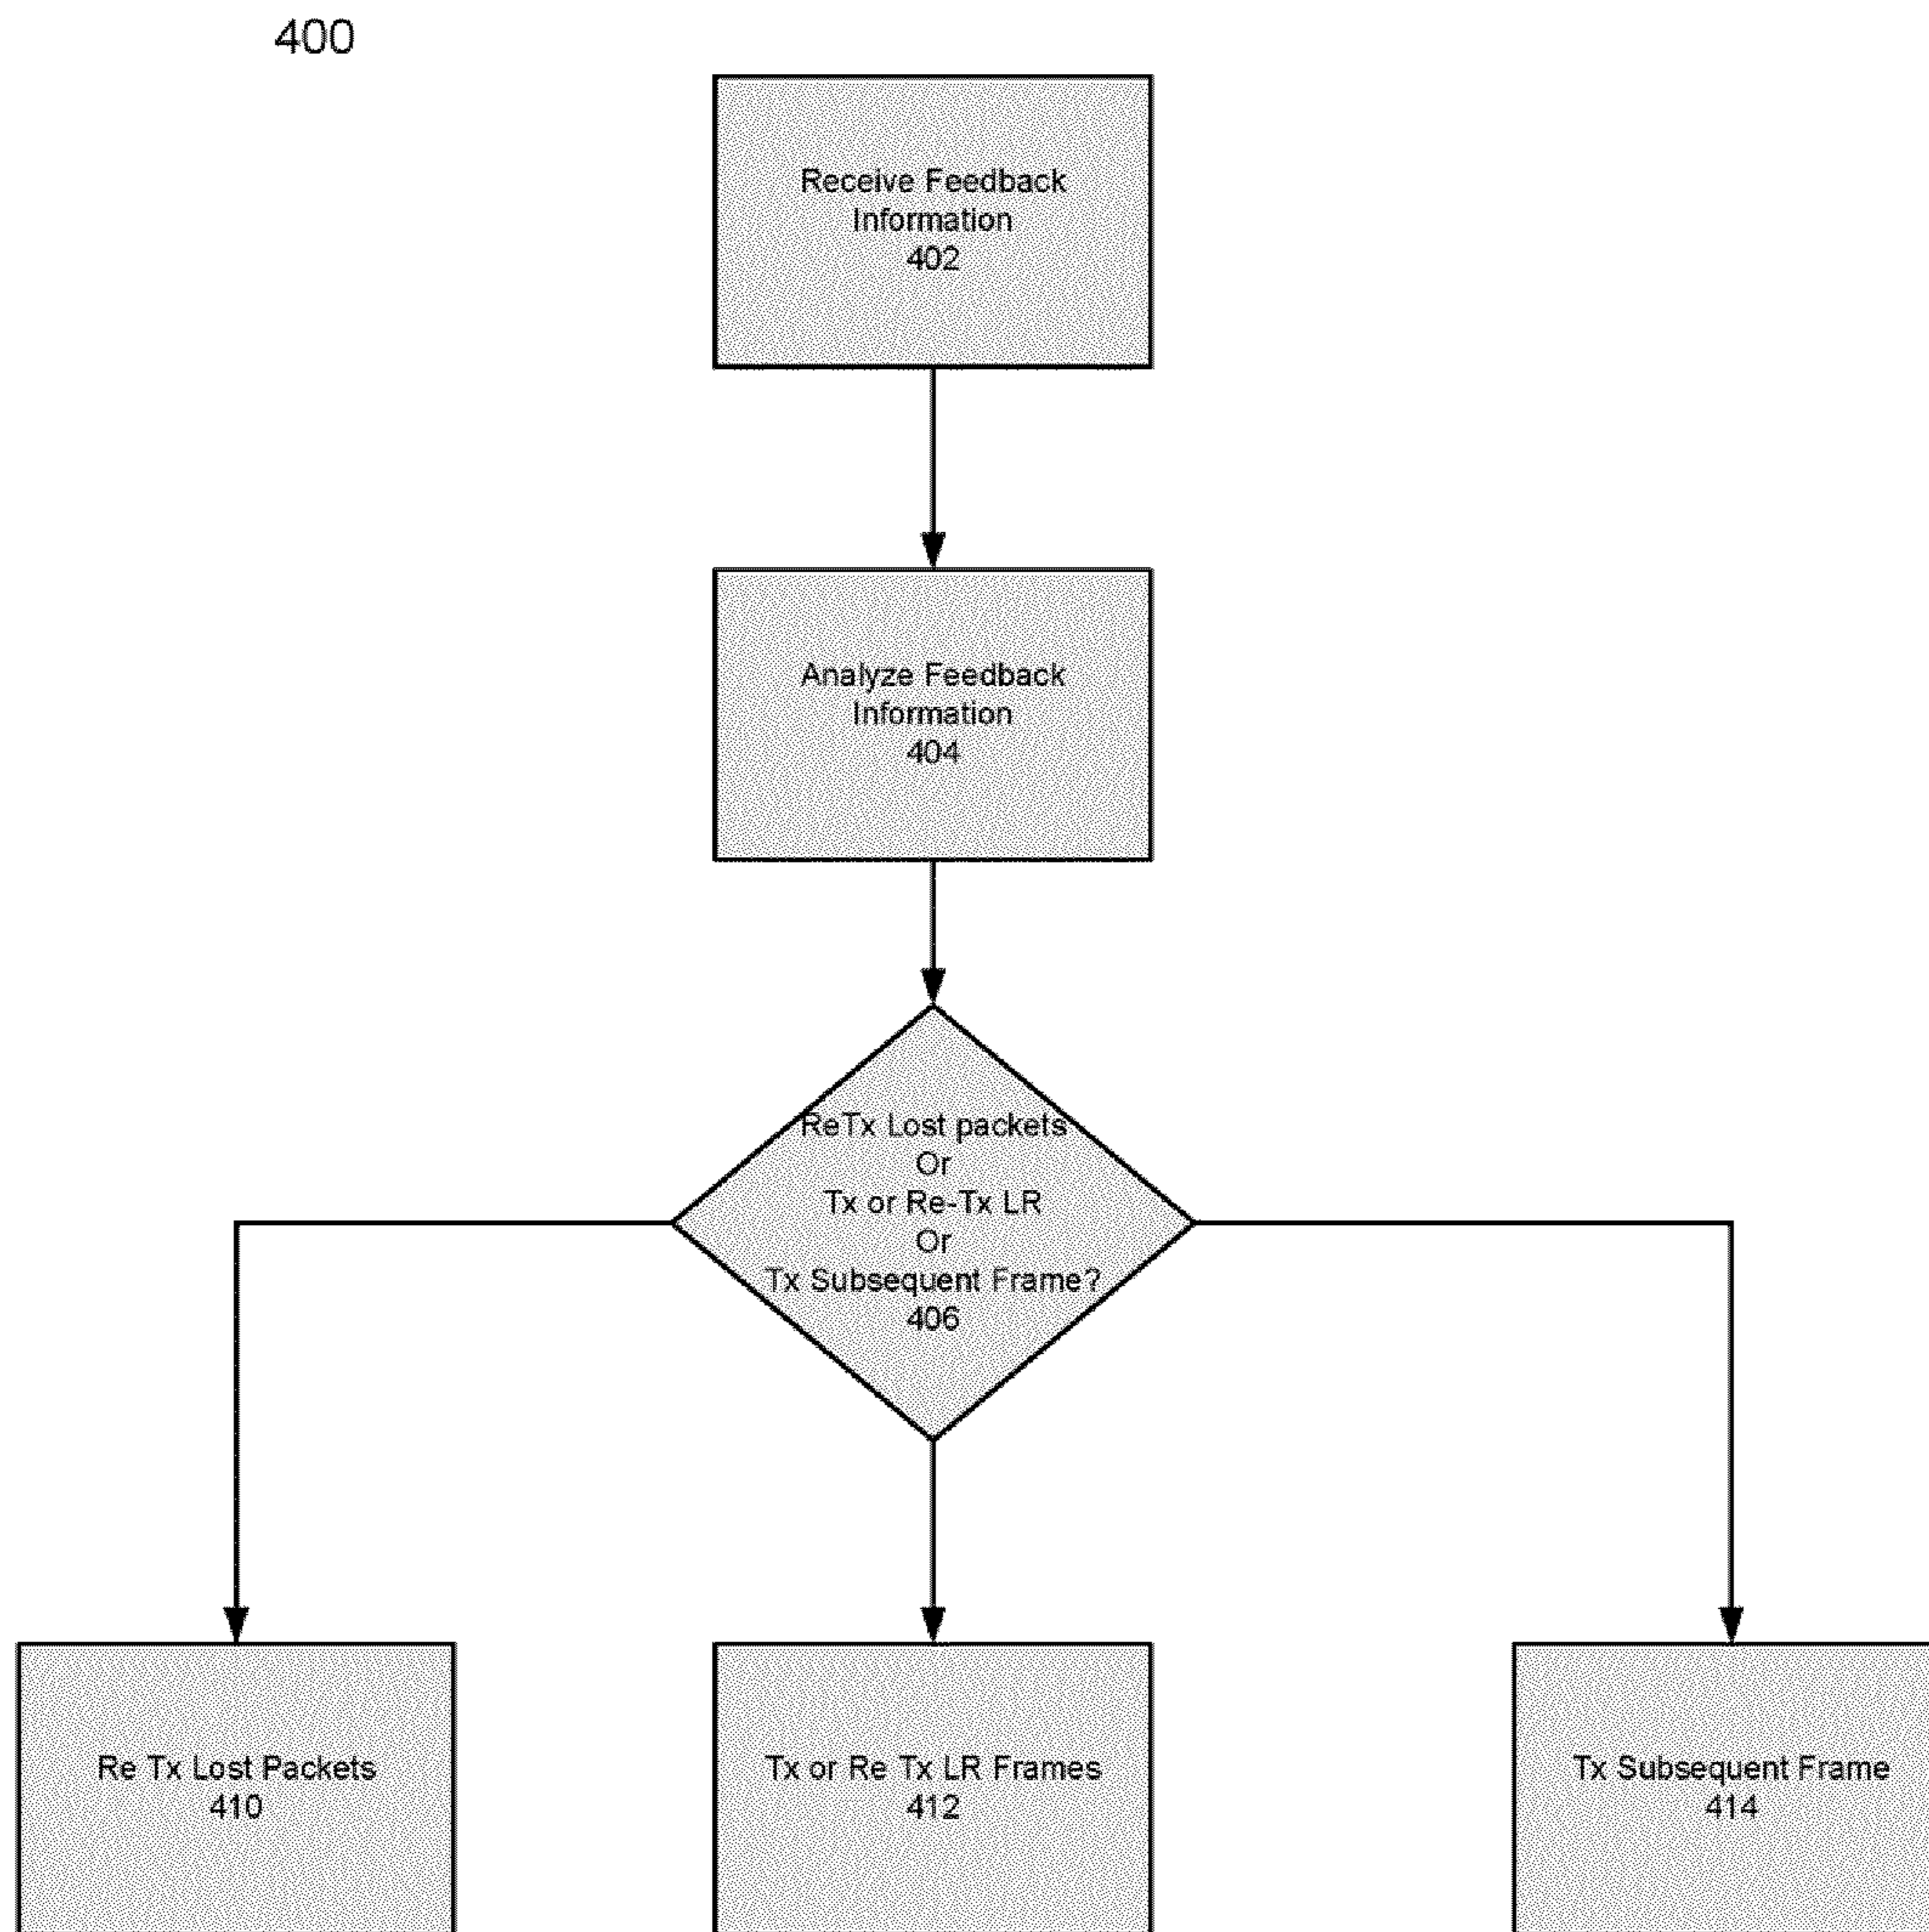 400
Receive Feedback
Information
402
Analyze Feedback
Information
404
ReTx Lost packets
Or
Tx or Re-Tx LR
Or
Tx Subsequent Frame?
406
Re Tx Lost Packets
410
Tx or Re Tx LR Frames
412
Tx Subsequent Frame
414